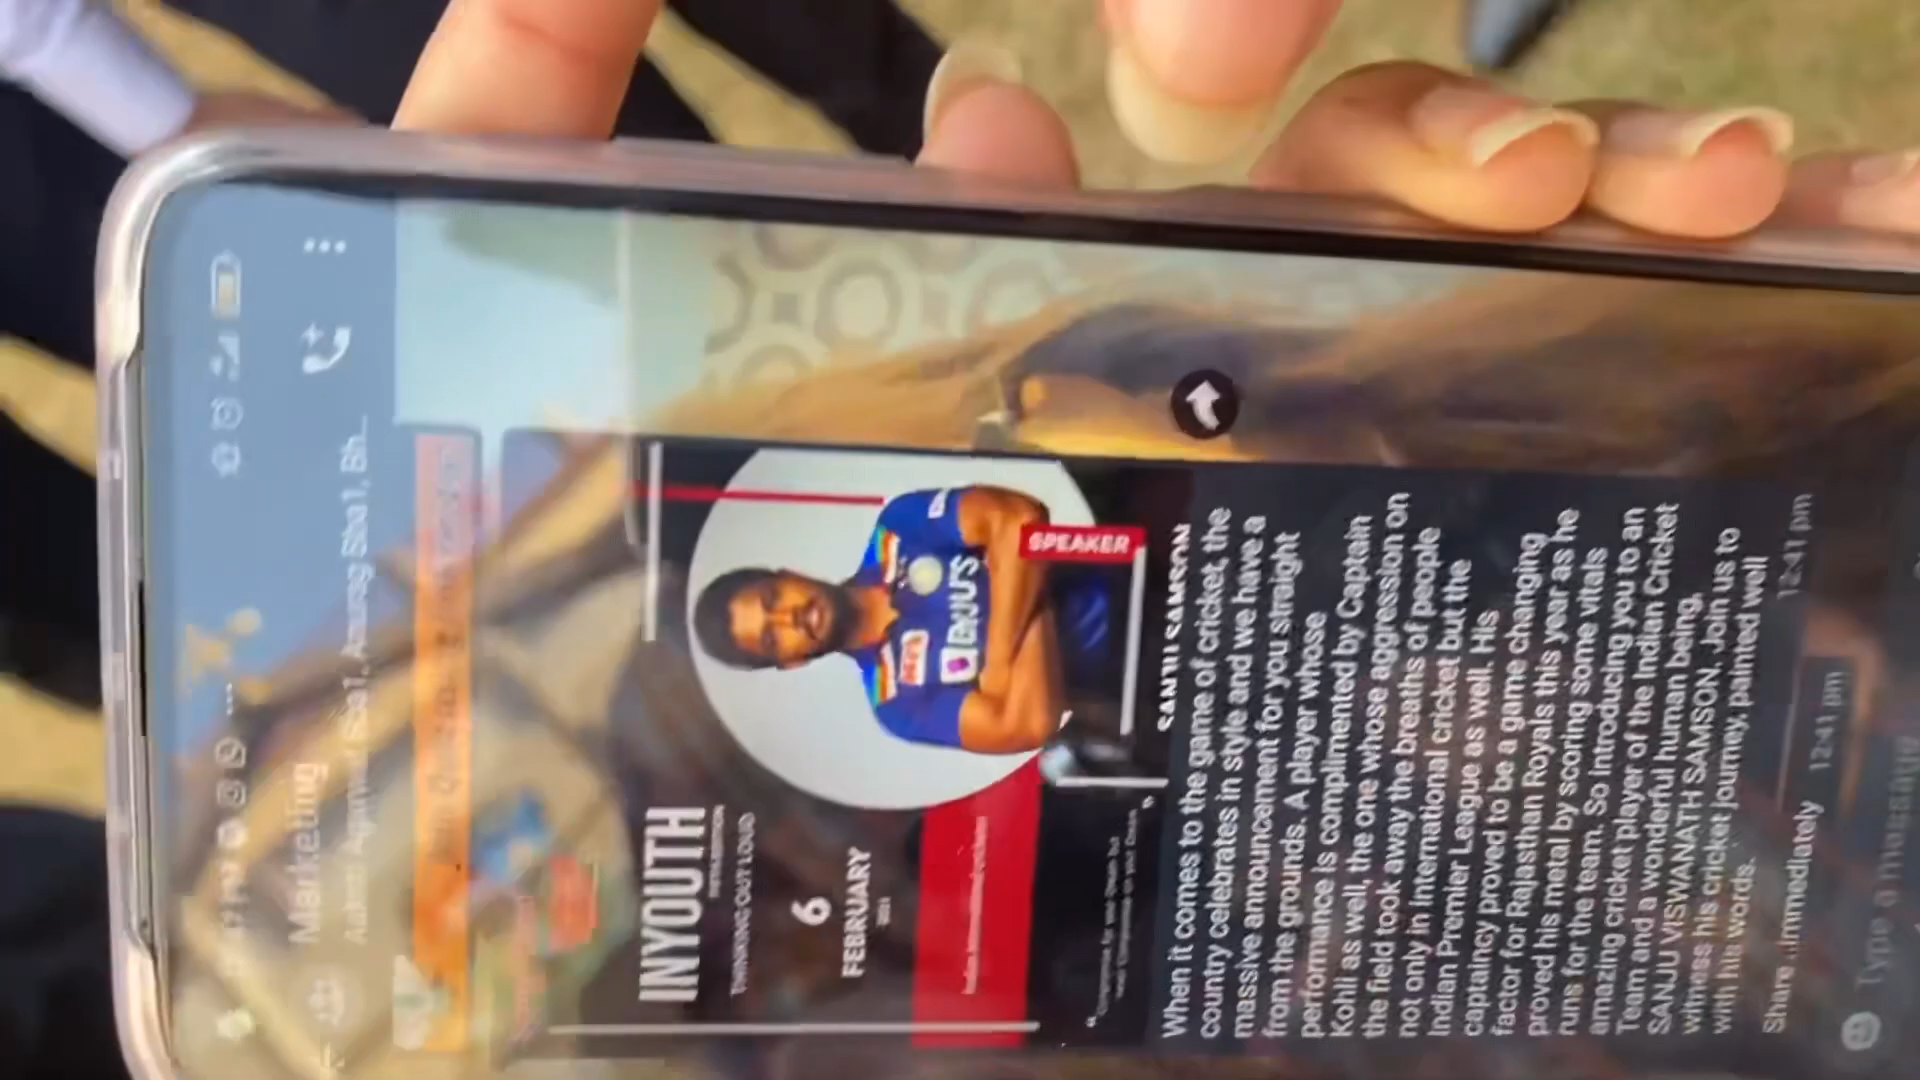 Marketing
INYOUTH
THINKING OUT LOUD
6
FEBRUARY
BYJU'S
SPEAKER
SANJU SAMSON
When it comes to the game of cricket, the
country celebrates in style and we have a
massive announcement for you straight
from the grounds. A player whose
performance is complimented by Captain
Kohli as well, the one whose aggression on
the field took away the breaths of people
not only in International cricket but the
Indian Premier League as well. His
captaincy proved to be a game changing
factor for Rajasthan Royals this year as he
proved his metal by scoring some vitals
runs for the team. So introducing you to an
amazing cricket player of the Indian Cricket
Team and a wonderful human being,
SANJU VISWANATH SAMSON. Join us to
witness his cricket journey, painted well
with his words.
12:41 pm
Share immediately 12:41 pm
Type a message